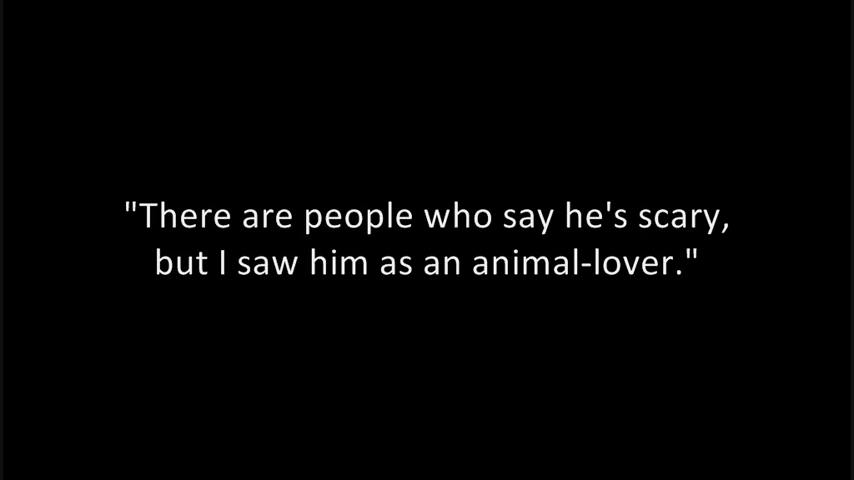 "There are people who say he's scary,
but I saw him as an animal-lover."